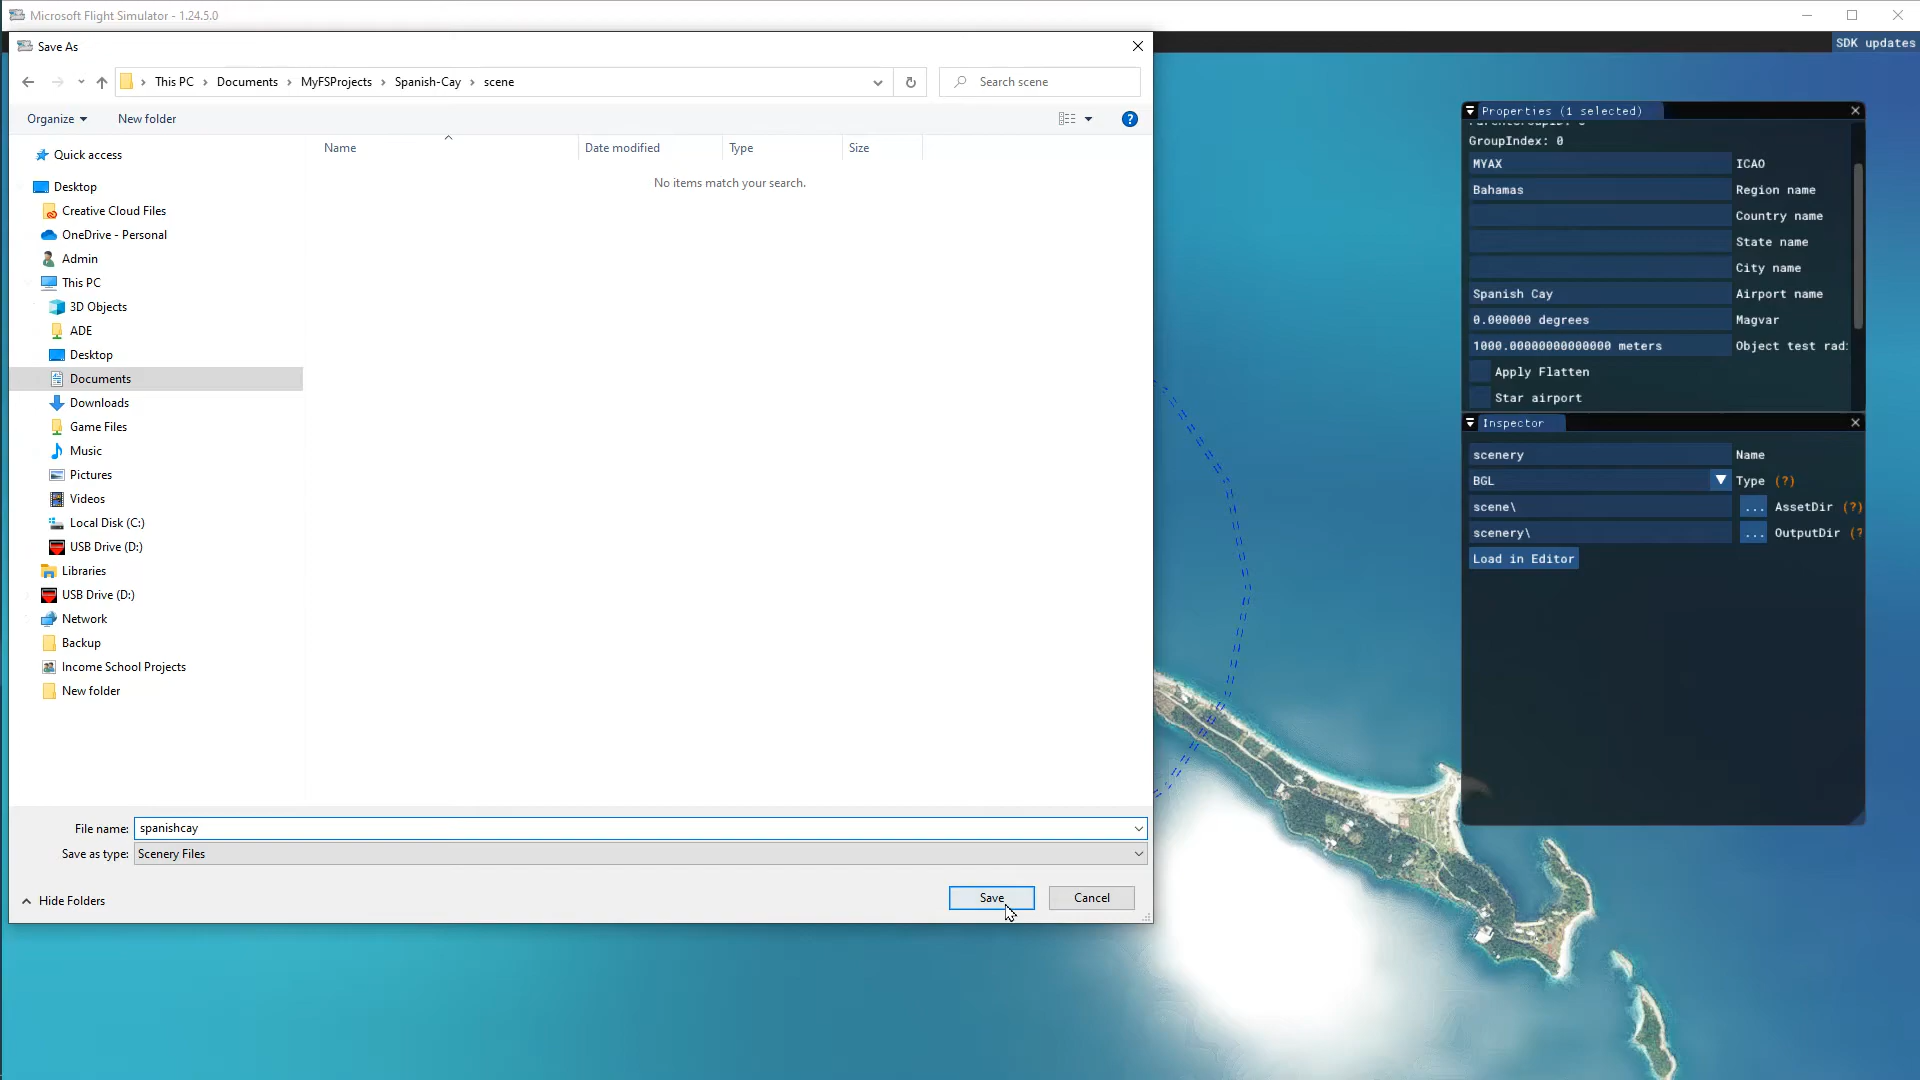 Microsoft Flight Simulator - 1.24.5.0
SDK updates
Save As
This PC > Documents > MyFSProjects > Spanish-Cay > scene
Search scene
Organize
New folder
Name
Date modified
Type
Size
No items match your search.
Quick access
Desktop
Creative Cloud Files
OneDrive - Personal
Admin
This PC
3D Objects
ADE
Desktop
Documents
Downloads
Game Files
Music
Pictures
Videos
Local Disk (C:)
USB Drive (D:)
Libraries
USB Drive (D:)
Network
Backup
Income School Projects
New folder
File name: spanishcay
Save as type: Scenery Files
Hide Folders
Save
Cancel
Properties (1 selected)
GroupIndex: 0
MYAX ICAO
Bahamas Region name
Country name
State name
City name
Spanish Cay Airport name
0.000000 degrees Magvar
1000.00000000000000 meters Object test radi
Apply Flatten
Star airport
Inspector
scenery Name
BGL Type (?)
scene\ ... AssetDir (?)
scenery\ ... OutputDir (?
Load in Editor